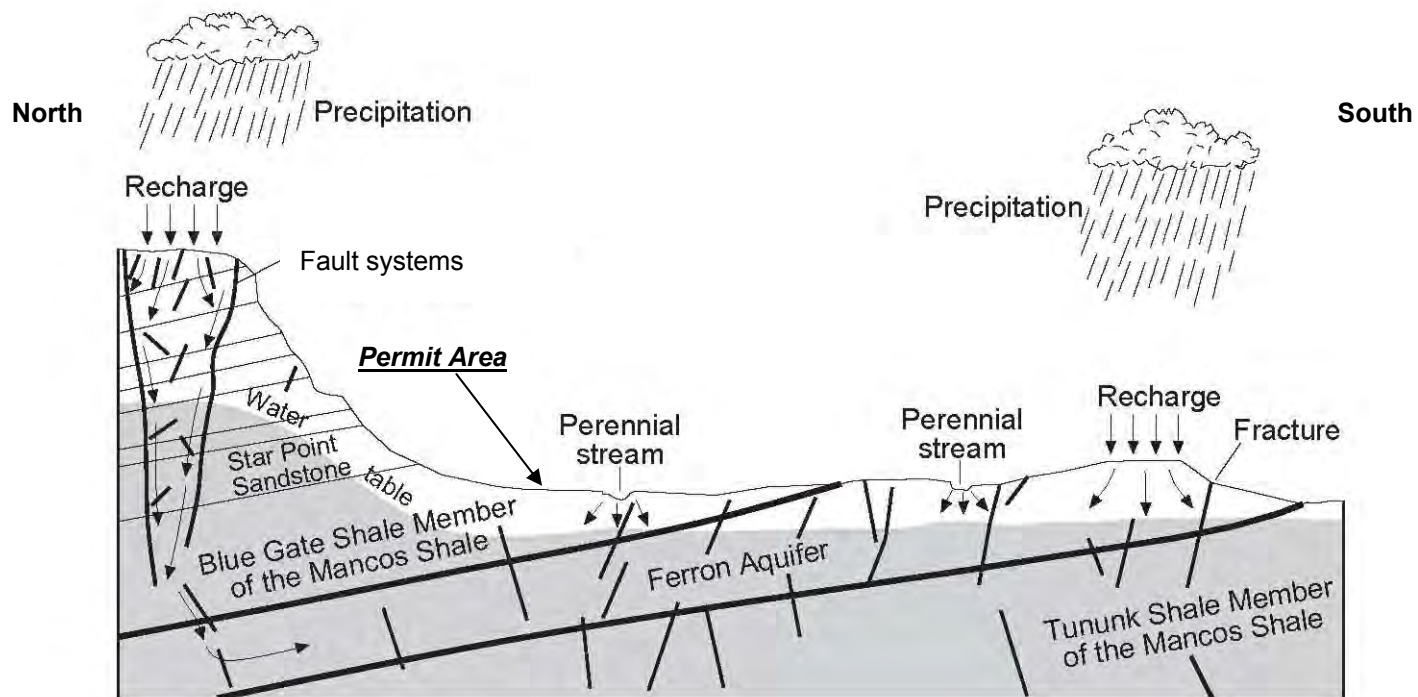 North
Precipitation
South
Precipitation
Recharge
Fault systems
Permit Area
Perennial
stream
Perennial
stream
Recharge
Fracture
Water
table
Star Point
Sandstone
Blue Gate Shale Member
of the Mancos Shale
Ferron Aquifer
Tununk Shale Member
of the Mancos Shale